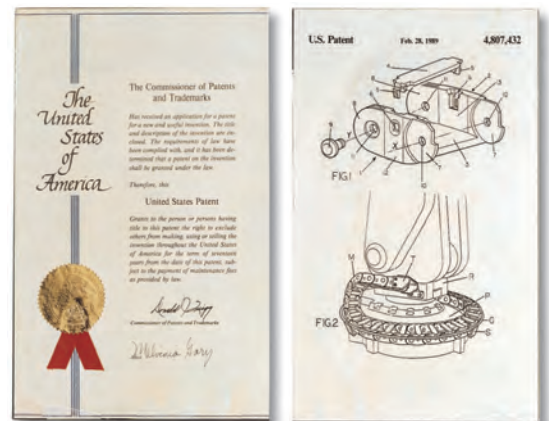 The
United
States
of
America
The Commissioner of Patents
and Trademarks
Has received an application for a patent
for a new and useful invention. The title
and description of the invention are en-
closed. The requirements of law have
been complied with, and it has been de-
termined that a patent on the invention
shall be granted under the law.
Therefore, this
United States Patent
Grants to the person or persons having
title to this patent the right to exclude
others from making, using or selling the
invention throughout the United States
of America for the term of seventeen
years from the date of this patent, sub-
ject to the payment of maintenance fees
as provided by law.
Commissioner of Patents and Trademarks
Melvinia Gary
U.S. Patent Feb. 28, 1989 4,807,432
FIG.1
M
T
R
P
FIG.2
G
S